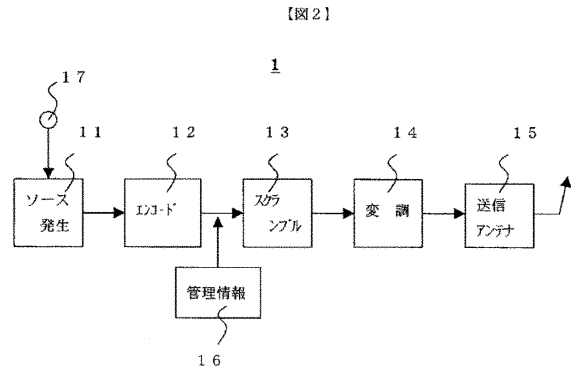 【図２】
１
１７
１１
１２
１３
１４
１５
ソース
発生
エンコード
スクラ
ンブル
変 調
送信
アンテナ
管理情報
１６